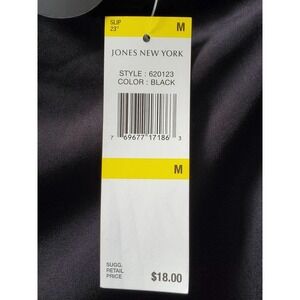 SLIP M
23"
JONES NEW YORK
STYLE : 620123
COLOR : BLACK
7 69677 17186 3
M
SUGG.
RETAIL
PRICE $18.00